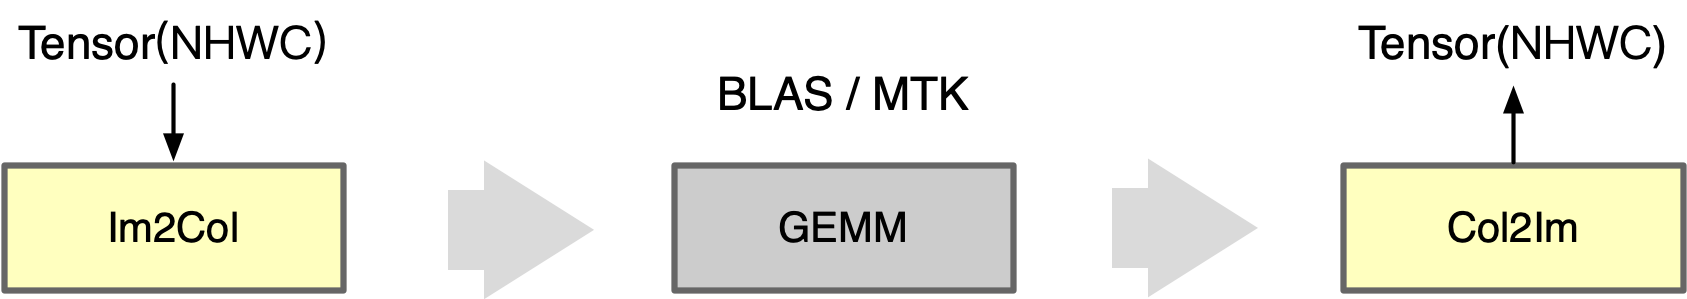 Tensor(NHWC)
Im2Col
BLAS / MTK
GEMM
Tensor(NHWC)
Col2Im